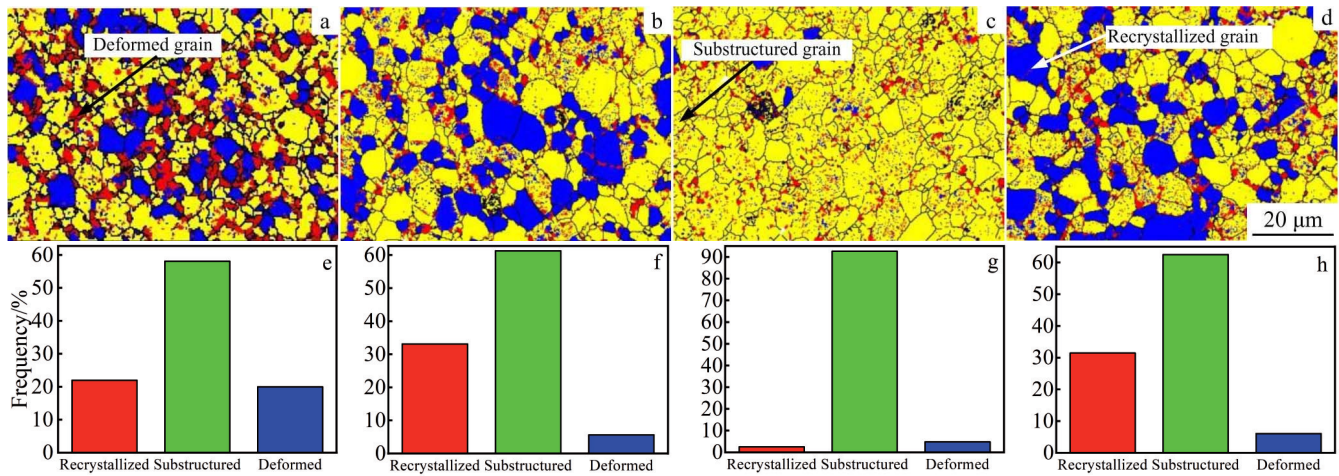 a
Deformed grain
b
c
Substructured grain
d
Recrystallized grain
20 μm
Frequency/%
60
50
40
30
20
10
0
e
Recrystallized Substructured Deformed
60
50
40
30
20
10
0
f
Recrystallized Substructured Deformed
90
80
70
60
50
40
30
20
10
0
g
Recrystallized Substructured Deformed
60
50
40
30
20
10
0
h
Recrystallized Substructured Deformed